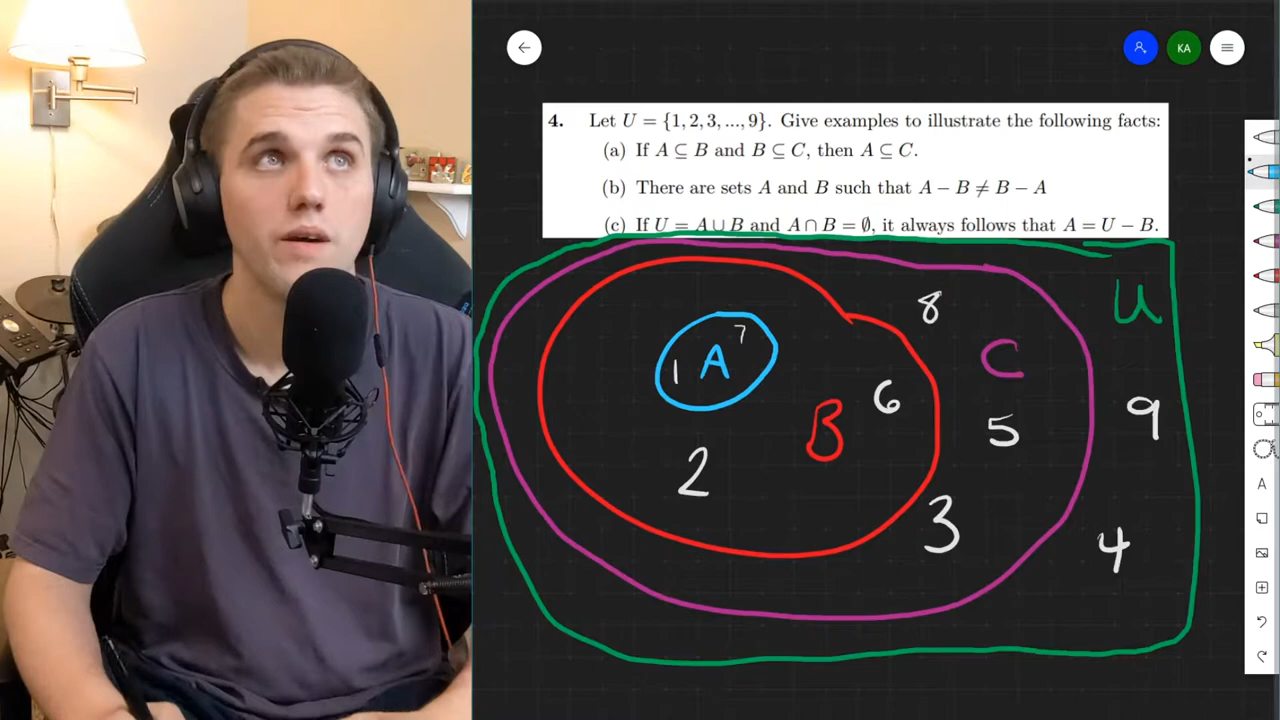 KA
4. Let U = {1, 2, 3, ..., 9}. Give examples to illustrate the following facts:
(a) If A ⊆ B and B ⊆ C, then A ⊆ C.
(b) There are sets A and B such that A − B ≠ B − A
(c) If U = A ∪ B and A ∩ B = ∅, it always follows that A = U − B.
U
8
7
1 A
C
6
9
B
5
2
3
4
A